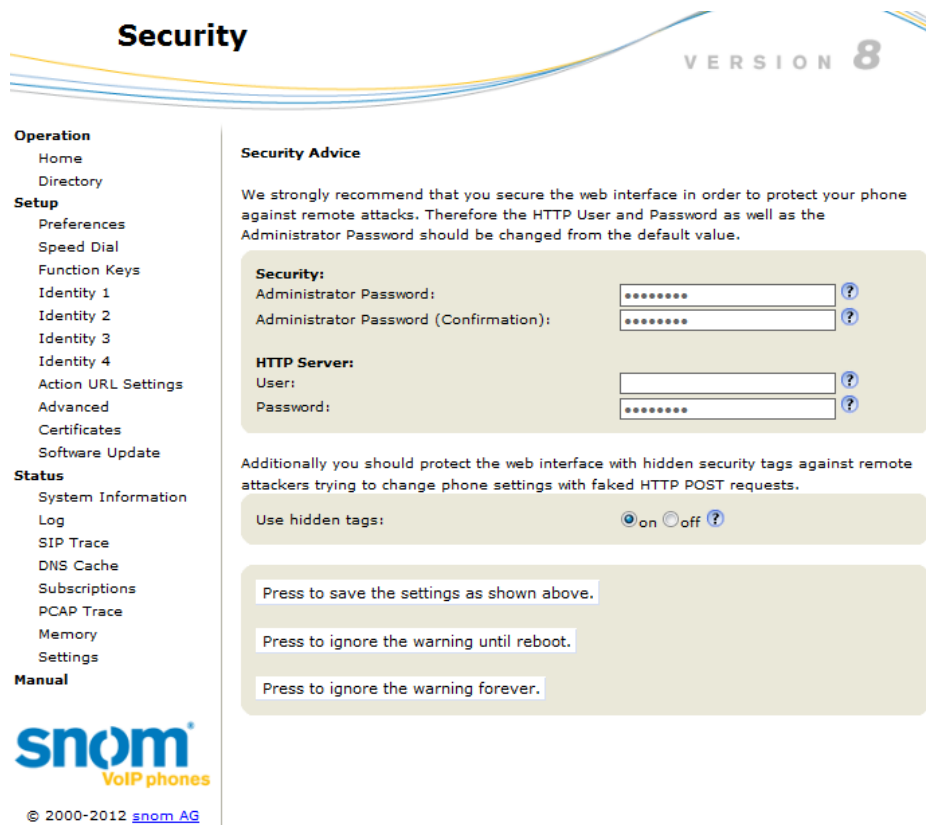 Security
VERSION 8
Operation
Home
Directory
Setup
Preferences
Speed Dial
Function Keys
Identity 1
Identity 2
Identity 3
Identity 4
Action URL Settings
Advanced
Certificates
Software Update
Status
System Information
Log
SIP Trace
DNS Cache
Subscriptions
PCAP Trace
Memory
Settings
Manual
snom
VoIP phones
© 2000-2012 snom AG
Security Advice
We strongly recommend that you secure the web interface in order to protect your phone
against remote attacks. Therefore the HTTP User and Password as well as the
Administrator Password should be changed from the default value.
Security:
Administrator Password: •••••••• ?
Administrator Password (Confirmation): •••••••• ?
HTTP Server:
User: ?
Password: •••••••• ?
Additionally you should protect the web interface with hidden security tags against remote
attackers trying to change phone settings with faked HTTP POST requests.
Use hidden tags: on off ?
Press to save the settings as shown above.
Press to ignore the warning until reboot.
Press to ignore the warning forever.